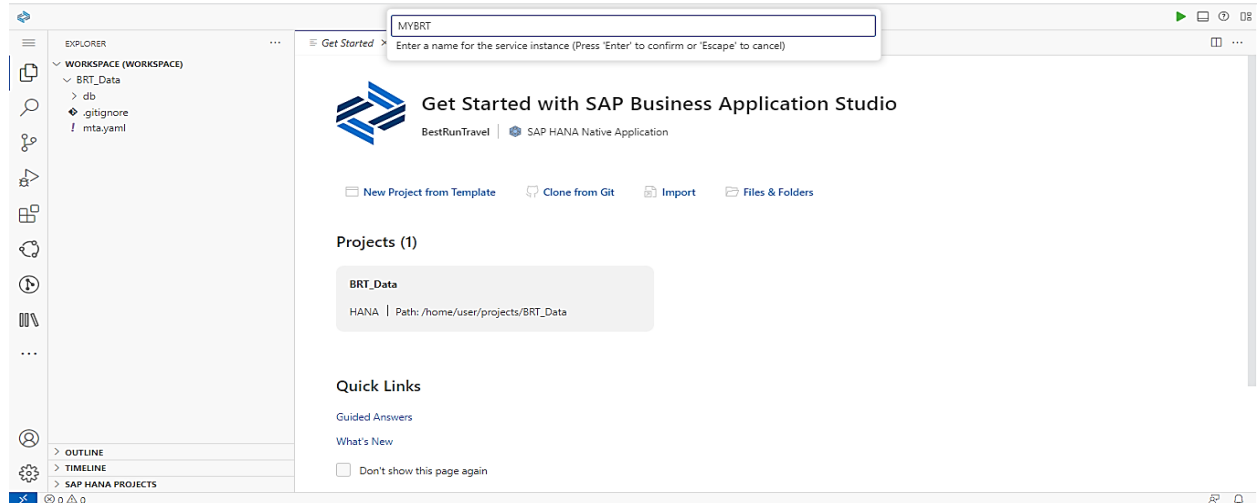 MYBRT
Enter a name for the service instance (Press 'Enter' to confirm or 'Escape' to cancel)
EXPLORER
Get Started
WORKSPACE (WORKSPACE)
BRT_Data
db
.gitignore
! mta.yaml
Get Started with SAP Business Application Studio
BestRunTravel | SAP HANA Native Application
New Project from Template Clone from Git Import Files & Folders
Projects (1)
BRT_Data
HANA | Path: /home/user/projects/BRT_Data
Quick Links
Guided Answers
What's New
Don't show this page again
OUTLINE
TIMELINE
SAP HANA PROJECTS
0 0